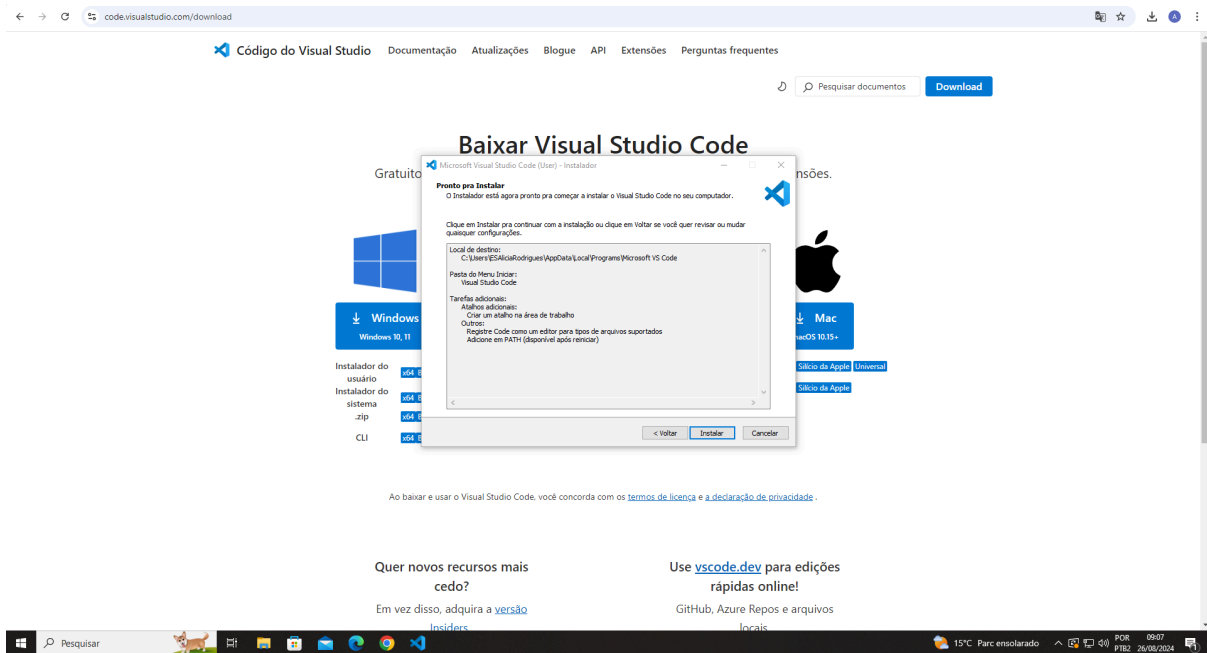 code.visualstudio.com/download
A
Código do Visual Studio Documentação Atualizações Blogue API Extensões Perguntas frequentes
Pesquisar documentos
Download
Baixar Visual Studio Code
Gratuito
nsões.
Microsoft Visual Studio Code (User) - Instalador
Pronto pra Instalar
O Instalador está agora pronto pra começar a instalar o Visual Studio Code no seu computador.
Clique em Instalar pra continuar com a instalação ou clique em Voltar se você quer revisar ou mudar
quaisquer configurações.
Local de destino:
C:\Users\ESAliciaRodrigues\AppData\Local\Programs\Microsoft VS Code
Pasta do Menu Iniciar:
Visual Studio Code
Tarefas adicionais:
Atalhos adicionais:
Criar um atalho na área de trabalho
Outros:
Registre Code como um editor para tipos de arquivos suportados
Adicione em PATH (disponível após reiniciar)
< Voltar
Instalar
Cancelar
Windows
Windows 10, 11
Mac
macOS 10.15+
Instalador do
usuário
x64
Instalador do
sistema
x64
.zip
x64
CLI
x64
Silício da Apple Universal
Silício da Apple
Ao baixar e usar o Visual Studio Code, você concorda com os termos de licença e a declaração de privacidade .
Quer novos recursos mais
cedo?
Em vez disso, adquira a versão
Insiders
Use vscode.dev para edições
rápidas online!
GitHub, Azure Repos e arquivos
locais
Pesquisar
15°C Parc ensolarado
POR
PTB2
09:07
26/08/2024